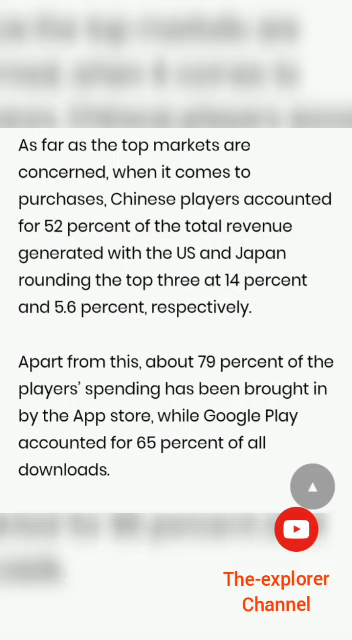 As far as the top markets are
concerned, when it comes to
purchases, Chinese players accounted
for 52 percent of the total revenue
generated with the US and Japan
rounding the top three at 14 percent
and 5.6 percent, respectively.
Apart from this, about 79 percent of the
players' spending has been brought in
by the App store, while Google Play
accounted for 65 percent of all
downloads.
The-explorer
Channel